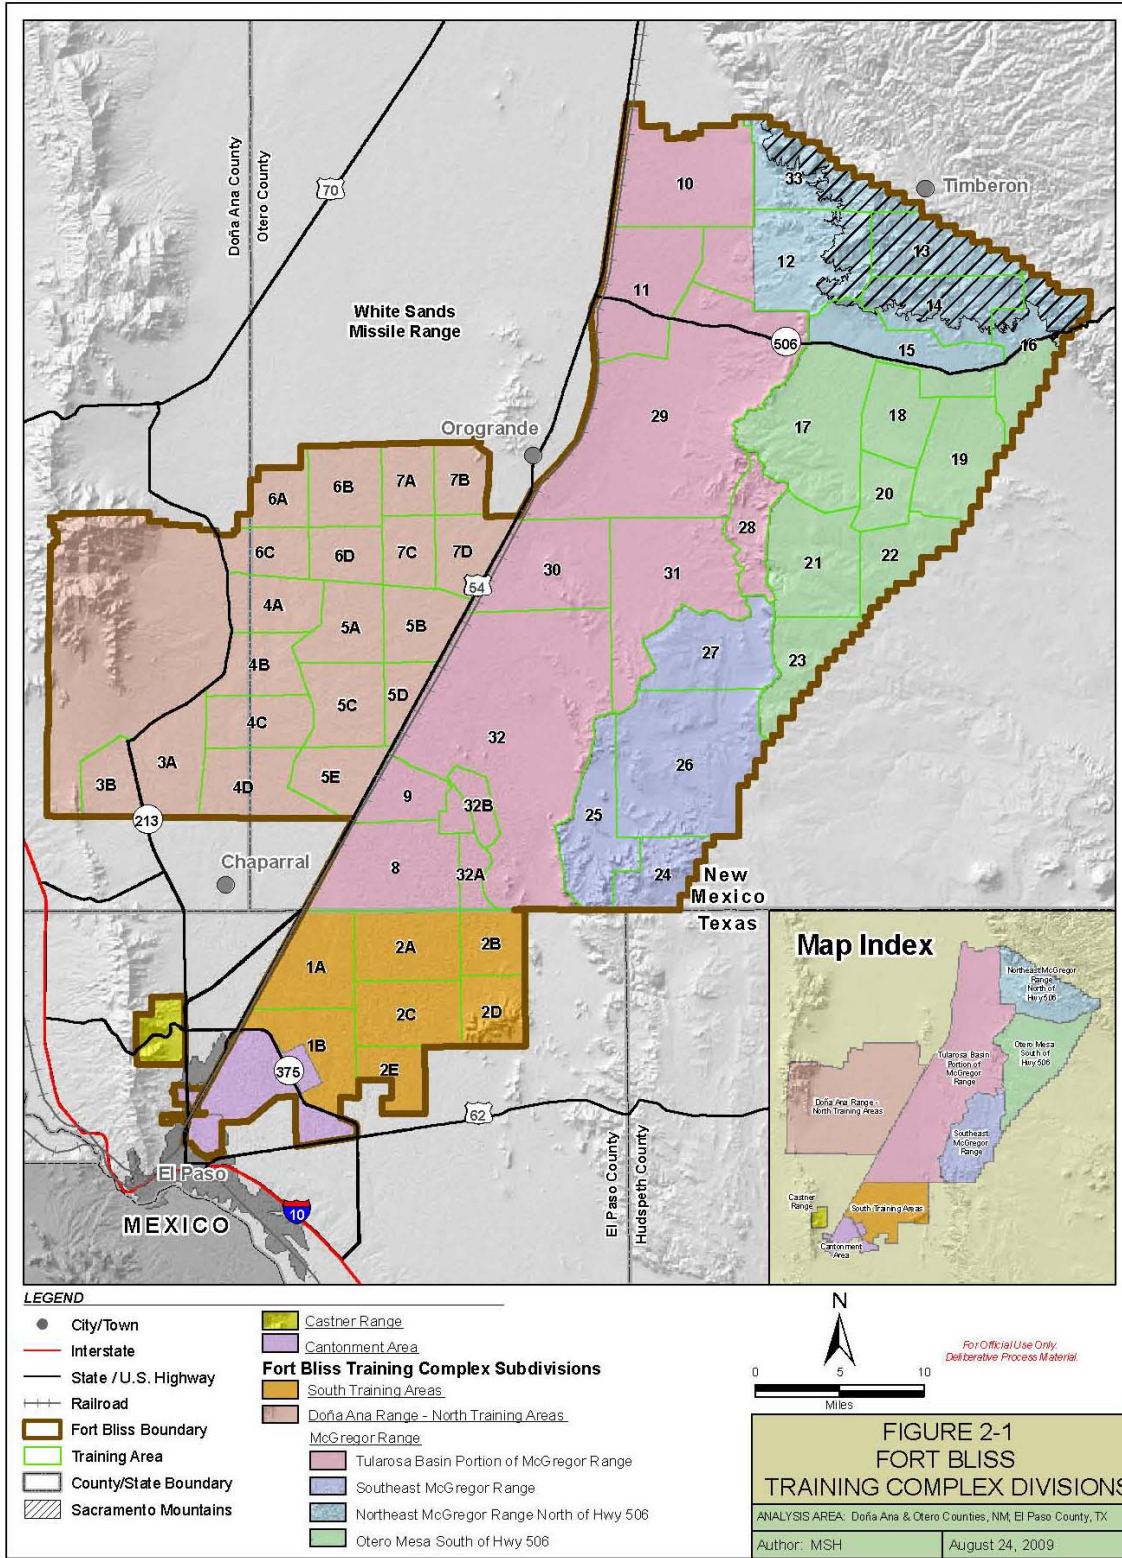 Doña Ana County
Otero County
70
White Sands
Missile Range
Timberon
10
33
13
12
11
14
506
15
16
29
17
18
19
20
Orogrande
6A
6B
7A
7B
6C
6D
7C
7D
54
30
31
28
21
22
4A
5A
5B
4B
27
23
5C
5D
4C
32
3A
3B
4D
5E
9
32B
26
25
213
Chaparral
8
32A
24
New
Mexico
Texas
1A
2A
2B
2C
2D
1B
2E
375
62
El Paso
MEXICO
10
El Paso County
Hudspeth County
Map Index
Northeast McGregor
Range
North of
Hwy 506
Otero Mesa
South of
Hwy 506
Tularosa Basin
Portion of
McGregor
Range
Doña Ana Range -
North Training Areas
Southeast
McGregor
Range
Castner
Range
South Training Areas
Cantonment
Area
LEGEND
City/Town
Interstate
State / U.S. Highway
Railroad
Fort Bliss Boundary
Training Area
County/State Boundary
Sacramento Mountains
Castner Range
Cantonment Area
Fort Bliss Training Complex Subdivisions
South Training Areas
Doña Ana Range - North Training Areas
McGregor Range
Tularosa Basin Portion of McGregor Range
Southeast McGregor Range
Northeast McGregor Range North of Hwy 506
Otero Mesa South of Hwy 506
N
0 5 10
Miles
For Official Use Only.
Deliberative Process Material.
FIGURE 2-1
FORT BLISS
TRAINING COMPLEX DIVISIONS
ANALYSIS AREA: Doña Ana & Otero Counties, NM; El Paso County, TX
Author: MSH
August 24, 2009